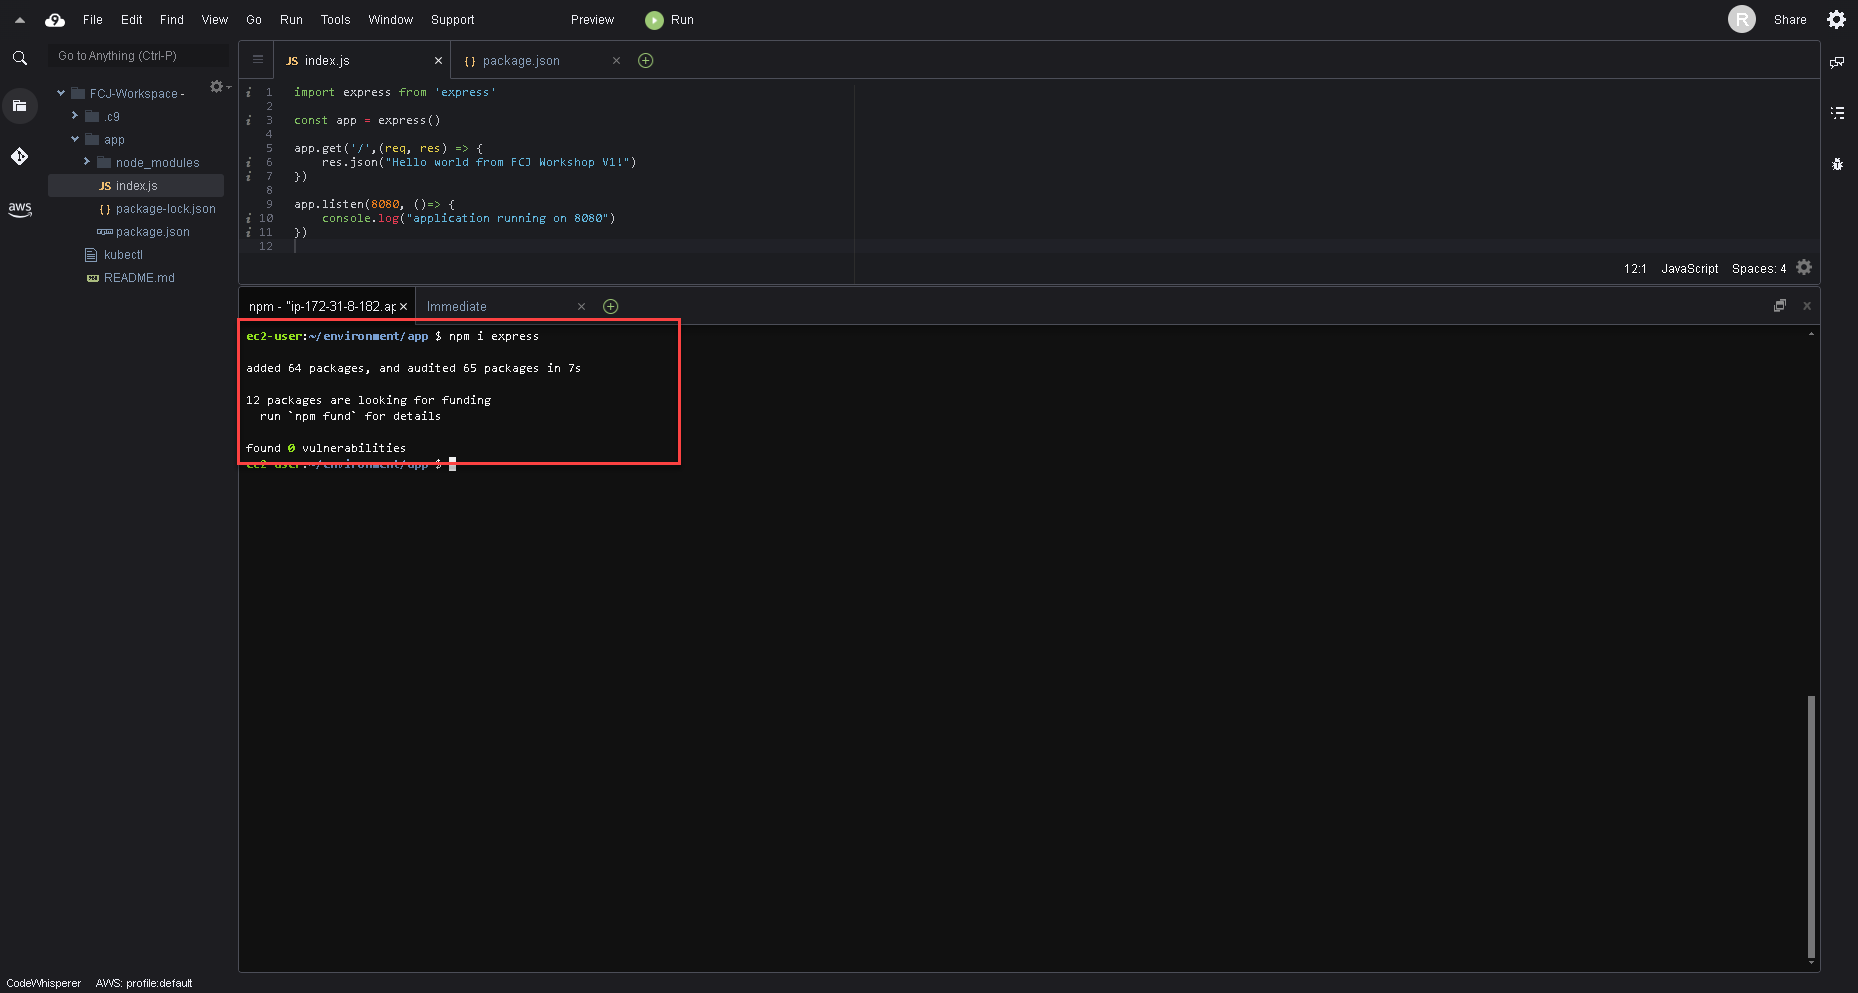 File Edit Find View Go Run Tools Window Support Preview Run R Share
Go to Anything (Ctrl-P)
FCJ-Workspace -
.c9
app
node_modules
JS index.js
{ } package-lock.json
package.json
kubectl
README.md
aws
JS index.js
{ } package.json
1 import express from 'express'
2
3 const app = express()
4
5 app.get('/',(req, res) => {
6 res.json("Hello world from FCJ Workshop V1!")
7 })
8
9 app.listen(8080, ()=> {
10 console.log("application running on 8080")
11 })
12
12:1 JavaScript Spaces: 4
npm - "ip-172-31-8-182.ap Immediate
ec2-user:~/environment/app $ npm i express
added 64 packages, and audited 65 packages in 7s
12 packages are looking for funding
run `npm fund` for details
found 0 vulnerabilities
ec2-user:~/environment/app $
CodeWhisperer AWS: profile:default